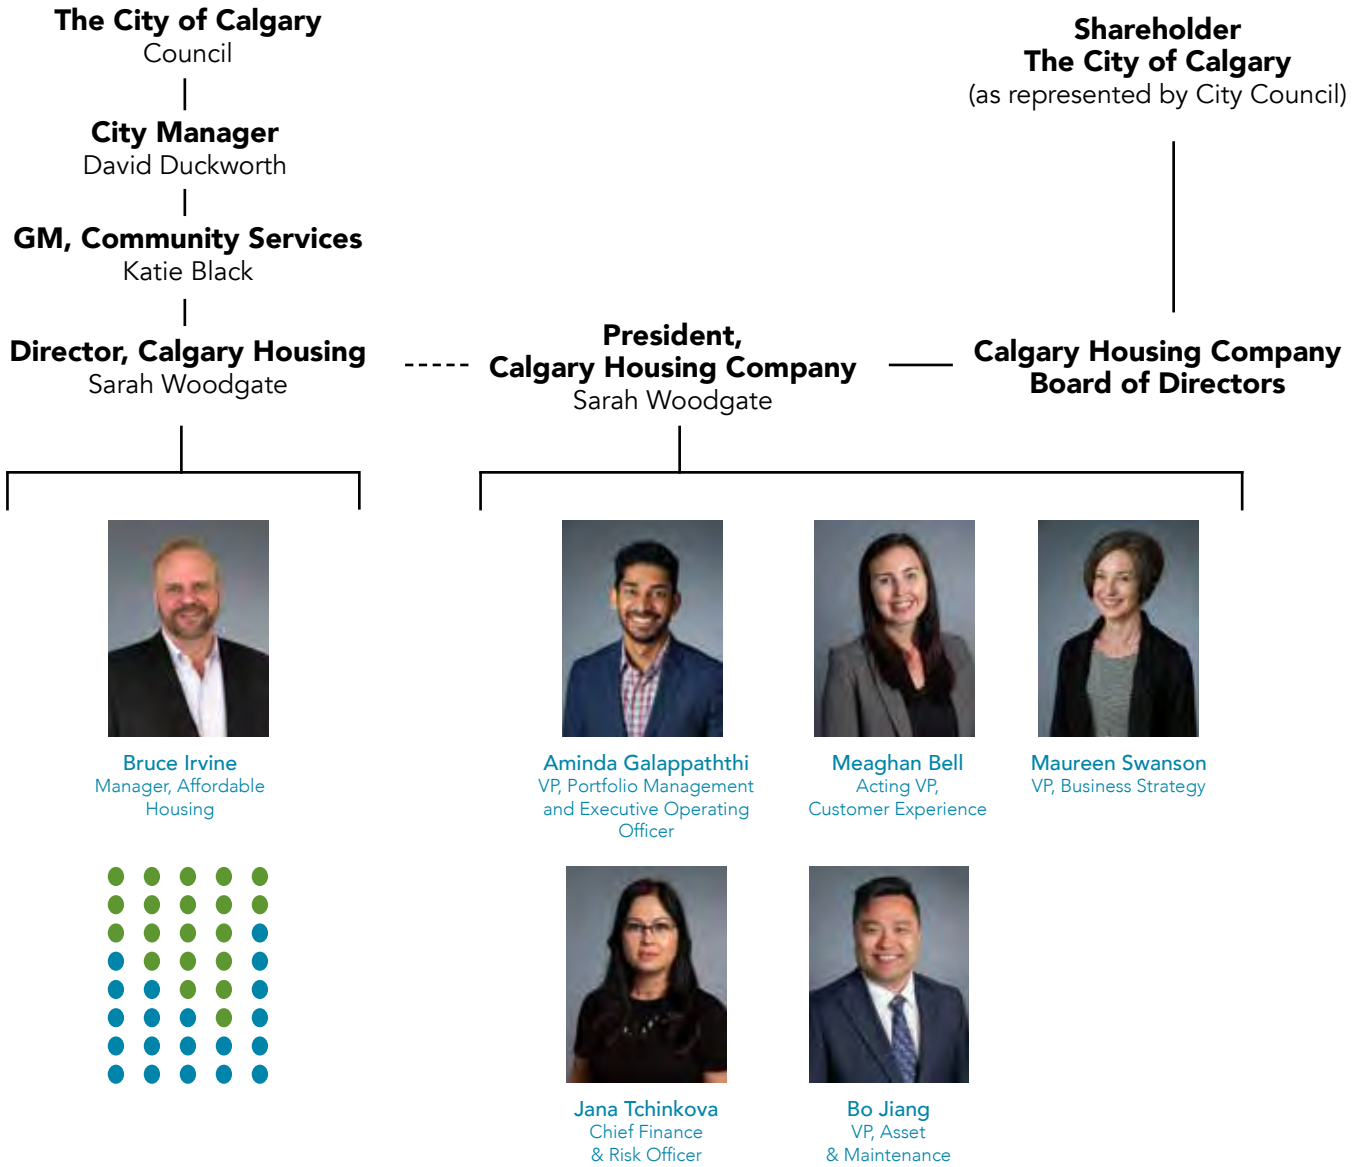 The City of Calgary
Council
City Manager
David Duckworth
GM, Community Services
Katie Black
Director, Calgary Housing
Sarah Woodgate
President,
Calgary Housing Company
Sarah Woodgate
Shareholder
The City of Calgary
(as represented by City Council)
Calgary Housing Company
Board of Directors
Bruce Irvine
Manager, Affordable
Housing
Aminda Galappaththi
VP, Portfolio Management
and Executive Operating
Officer
Meaghan Bell
Acting VP,
Customer Experience
Maureen Swanson
VP, Business Strategy
Jana Tchinkova
Chief Finance
& Risk Officer
Bo Jiang
VP, Asset
& Maintenance